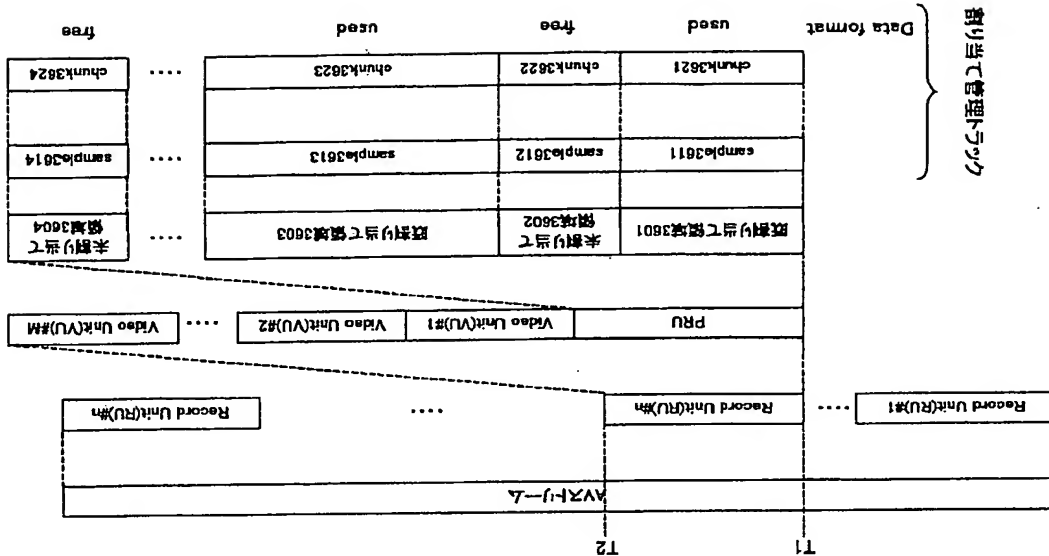 T1 T2
AVストリーム
Record Unit(RU)#1 .... Record Unit(RU)#n .... Record Unit(RU)#n
PRU Video Unit(VU)#1 Video Unit(VU)#2 .... Video Unit(VU)#M
既割り当て領域3601 未割り当て 既割り当て領域3603 .... 未割り当て
領域3602 領域3604
sample3611 sample3612 sample3613 .... sample3614
chunk3621 chunk3622 chunk3623 .... chunk3624
Data format used free used free
割り当て管理トラック